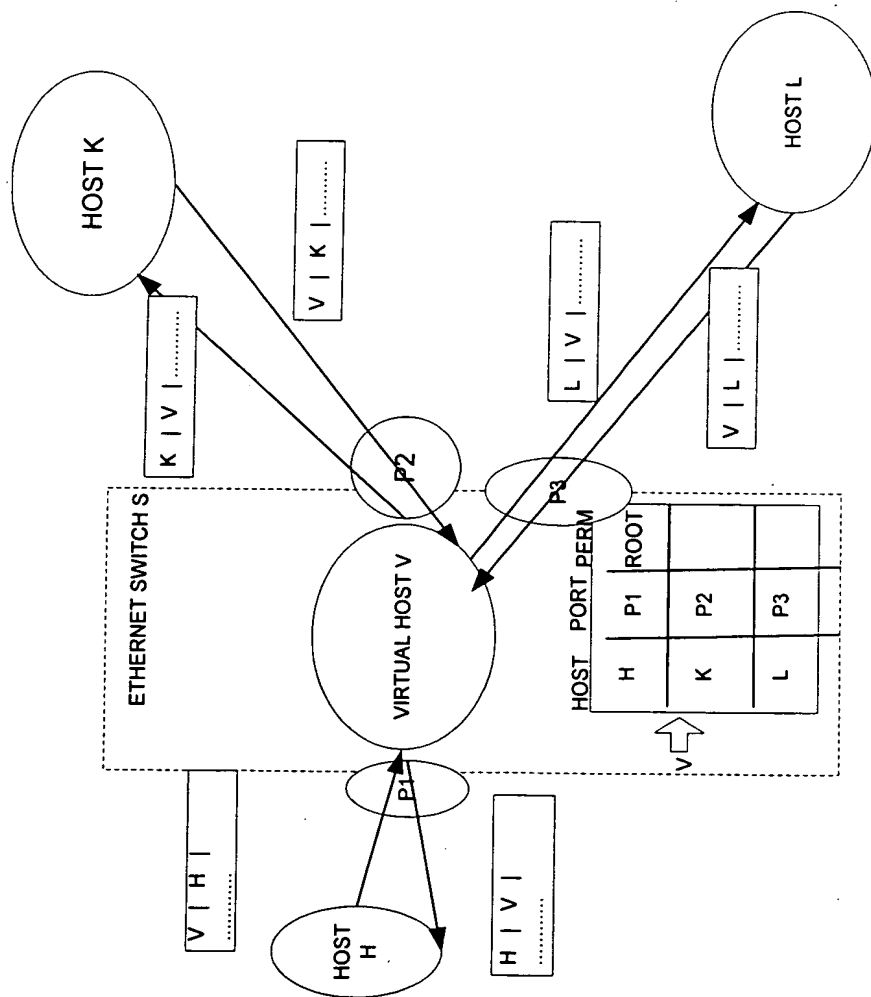 HOST K
ETHERNET SWITCH S
K | V | ...........
V | H |
...........
V | K | ...........
HOST
H
P1
VIRTUAL HOST V
P2
H | V |
...........
P3
L | V | ...........
HOST PORT PERM
H P1 ROOT
V
K P2
L P3
V | L | ...........
HOST L